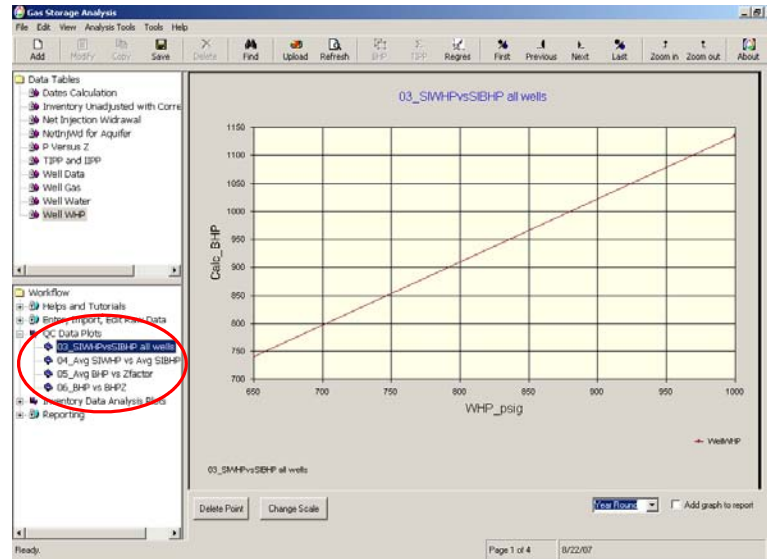 Gas Storage Analysis
File Edit View Analysis Tools Tools Help
Add Modify Copy Save Delete Find Upload Refresh BHP TIPP Regres First Previous Next Last Zoom in Zoom out About
Data Tables
Dates Calculation
Inventory Unadjusted with Corre
Net Injection Widrawal
NetInjWd for Aquifer
P Versus Z
TIPP and IIPP
Well Data
Well Gas
Well Water
Well WHP
Workflow
Helps and Tutorials
Enter, Import, Edit Raw Data
QC Data Plots
03_SIWHPvsSIBHP all wells
04_Avg SIWHP vs Avg SIBHP
05_Avg BHP vs Zfactor
06_BHP vs BHPZ
Inventory Data Analysis Plots
Reporting
03_SIWHPvsSIBHP all wells
1150
1100
1050
1000
950
900
850
800
750
700
Calc_BHP
650 700 750 800 850 900 950 1000
WHP_psig
WellWHP
03_SIWHPvsSIBHP all wells
Delete Point Change Scale Year Round Add graph to report
Ready. Page 1 of 4 8/22/07